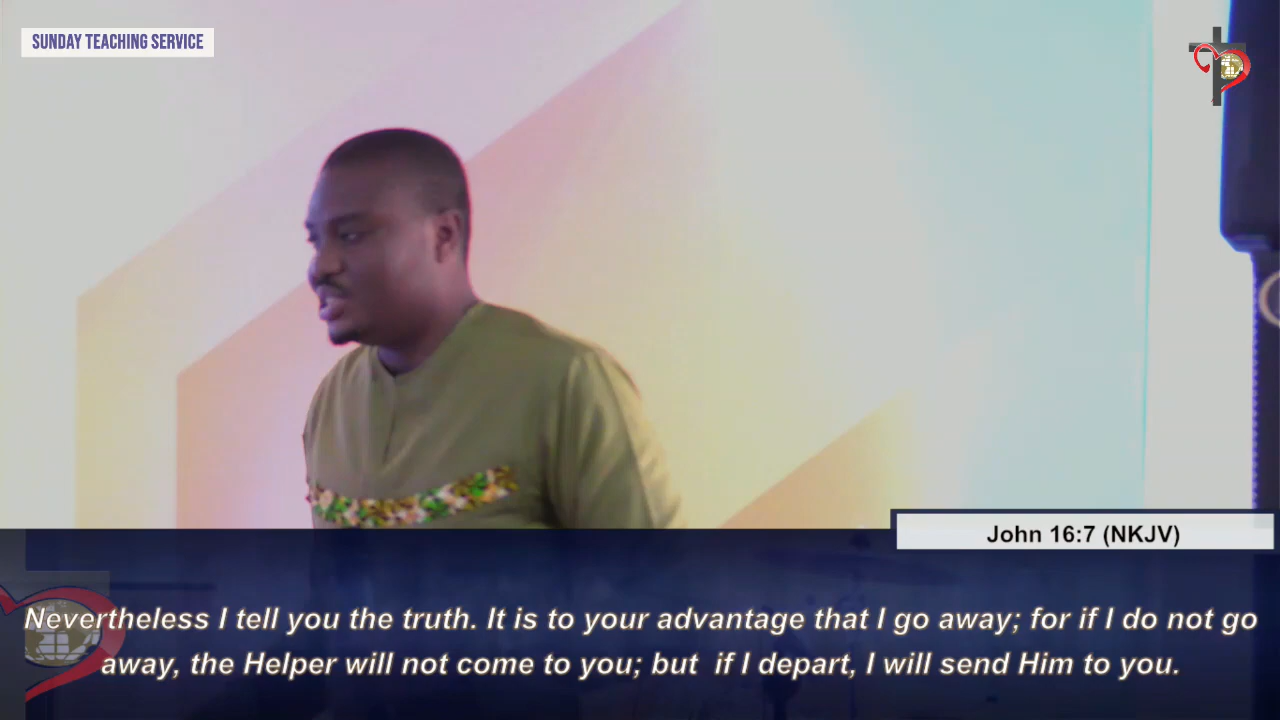 SUNDAY TEACHING SERVICE
John 16:7 (NKJV)
Nevertheless I tell you the truth. It is to your advantage that I go away; for if I do not go
away, the Helper will not come to you; but  if I depart, I will send Him to you.